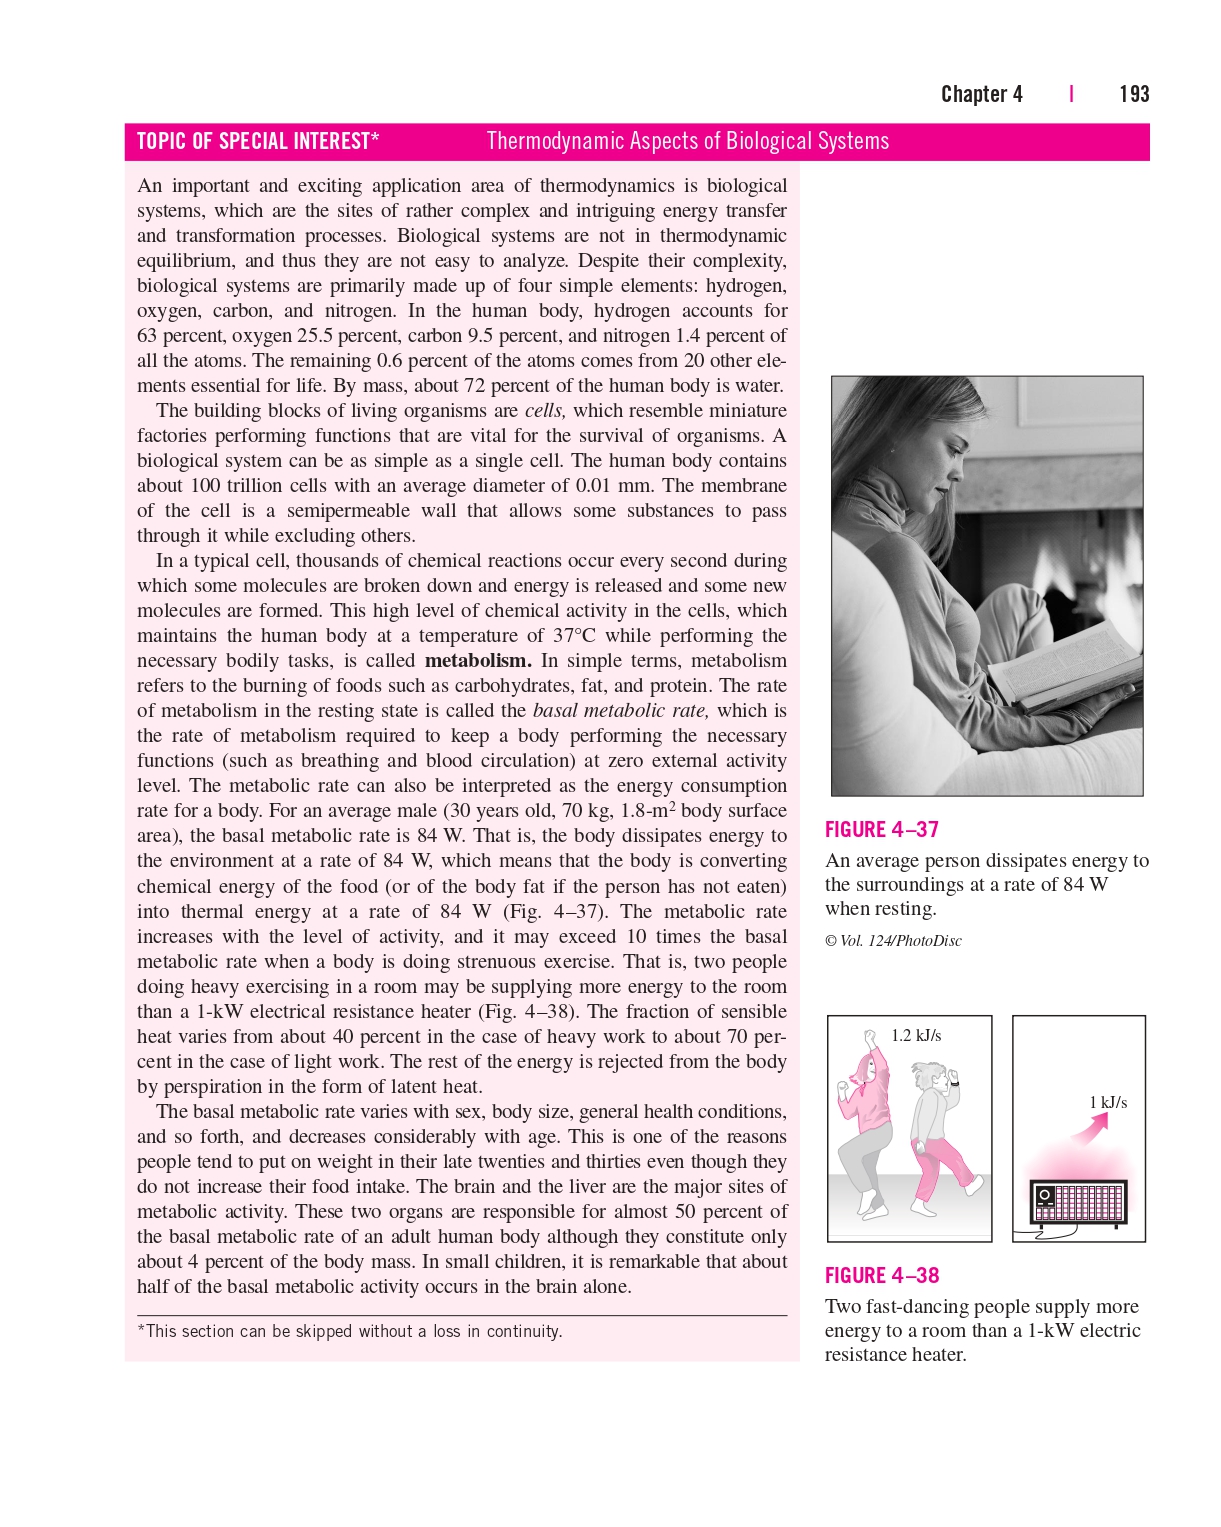 Chapter 4 | 193
TOPIC OF SPECIAL INTEREST* Thermodynamic Aspects of Biological Systems
An important and exciting application area of thermodynamics is biological
systems, which are the sites of rather complex and intriguing energy transfer
and transformation processes. Biological systems are not in thermodynamic
equilibrium, and thus they are not easy to analyze. Despite their complexity,
biological systems are primarily made up of four simple elements: hydrogen,
oxygen, carbon, and nitrogen. In the human body, hydrogen accounts for
63 percent, oxygen 25.5 percent, carbon 9.5 percent, and nitrogen 1.4 percent of
all the atoms. The remaining 0.6 percent of the atoms comes from 20 other ele-
ments essential for life. By mass, about 72 percent of the human body is water.
The building blocks of living organisms are cells, which resemble miniature
factories performing functions that are vital for the survival of organisms. A
biological system can be as simple as a single cell. The human body contains
about 100 trillion cells with an average diameter of 0.01 mm. The membrane
of the cell is a semipermeable wall that allows some substances to pass
through it while excluding others.
In a typical cell, thousands of chemical reactions occur every second during
which some molecules are broken down and energy is released and some new
molecules are formed. This high level of chemical activity in the cells, which
maintains the human body at a temperature of 37°C while performing the
necessary bodily tasks, is called metabolism. In simple terms, metabolism
refers to the burning of foods such as carbohydrates, fat, and protein. The rate
of metabolism in the resting state is called the basal metabolic rate, which is
the rate of metabolism required to keep a body performing the necessary
functions (such as breathing and blood circulation) at zero external activity
level. The metabolic rate can also be interpreted as the energy consumption
rate for a body. For an average male (30 years old, 70 kg, 1.8-m² body surface
area), the basal metabolic rate is 84 W. That is, the body dissipates energy to
the environment at a rate of 84 W, which means that the body is converting
chemical energy of the food (or of the body fat if the person has not eaten)
into thermal energy at a rate of 84 W (Fig. 4–37). The metabolic rate
increases with the level of activity, and it may exceed 10 times the basal
metabolic rate when a body is doing strenuous exercise. That is, two people
doing heavy exercising in a room may be supplying more energy to the room
than a 1-kW electrical resistance heater (Fig. 4–38). The fraction of sensible
heat varies from about 40 percent in the case of heavy work to about 70 per-
cent in the case of light work. The rest of the energy is rejected from the body
by perspiration in the form of latent heat.
The basal metabolic rate varies with sex, body size, general health conditions,
and so forth, and decreases considerably with age. This is one of the reasons
people tend to put on weight in their late twenties and thirties even though they
do not increase their food intake. The brain and the liver are the major sites of
metabolic activity. These two organs are responsible for almost 50 percent of
the basal metabolic rate of an adult human body although they constitute only
about 4 percent of the body mass. In small children, it is remarkable that about
half of the basal metabolic activity occurs in the brain alone.
*This section can be skipped without a loss in continuity.
FIGURE 4–37
An average person dissipates energy to
the surroundings at a rate of 84 W
when resting.
© Vol. 124/PhotoDisc
1.2 kJ/s
1 kJ/s
FIGURE 4–38
Two fast-dancing people supply more
energy to a room than a 1-kW electric
resistance heater.